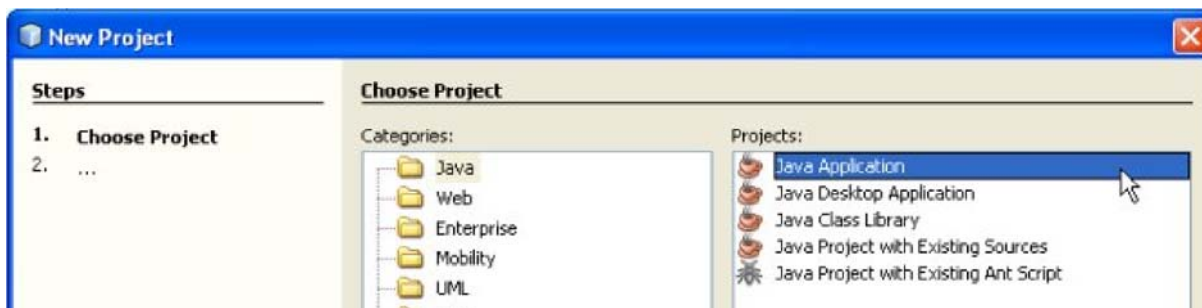 New Project
Steps
1. Choose Project
2. ...
Choose Project
Categories:
Java
Web
Enterprise
Mobility
UML
Projects:
Java Application
Java Desktop Application
Java Class Library
Java Project with Existing Sources
Java Project with Existing Ant Script